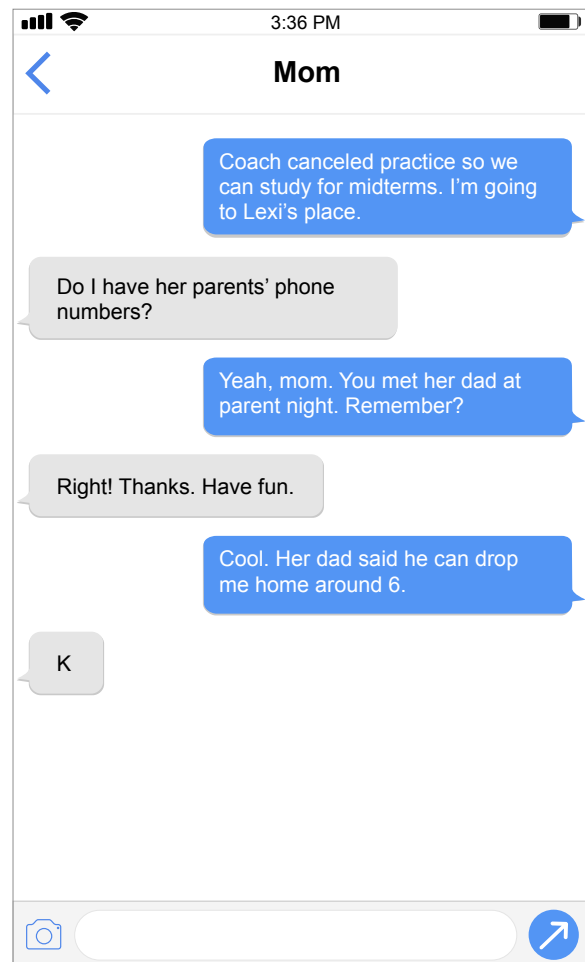 3:36 PM
Mom
Coach canceled practice so we
can study for midterms. I’m going
to Lexi’s place.
Do I have her parents’ phone
numbers?
Yeah, mom. You met her dad at
parent night. Remember?
Right! Thanks. Have fun.
Cool. Her dad said he can drop
me home around 6.
K